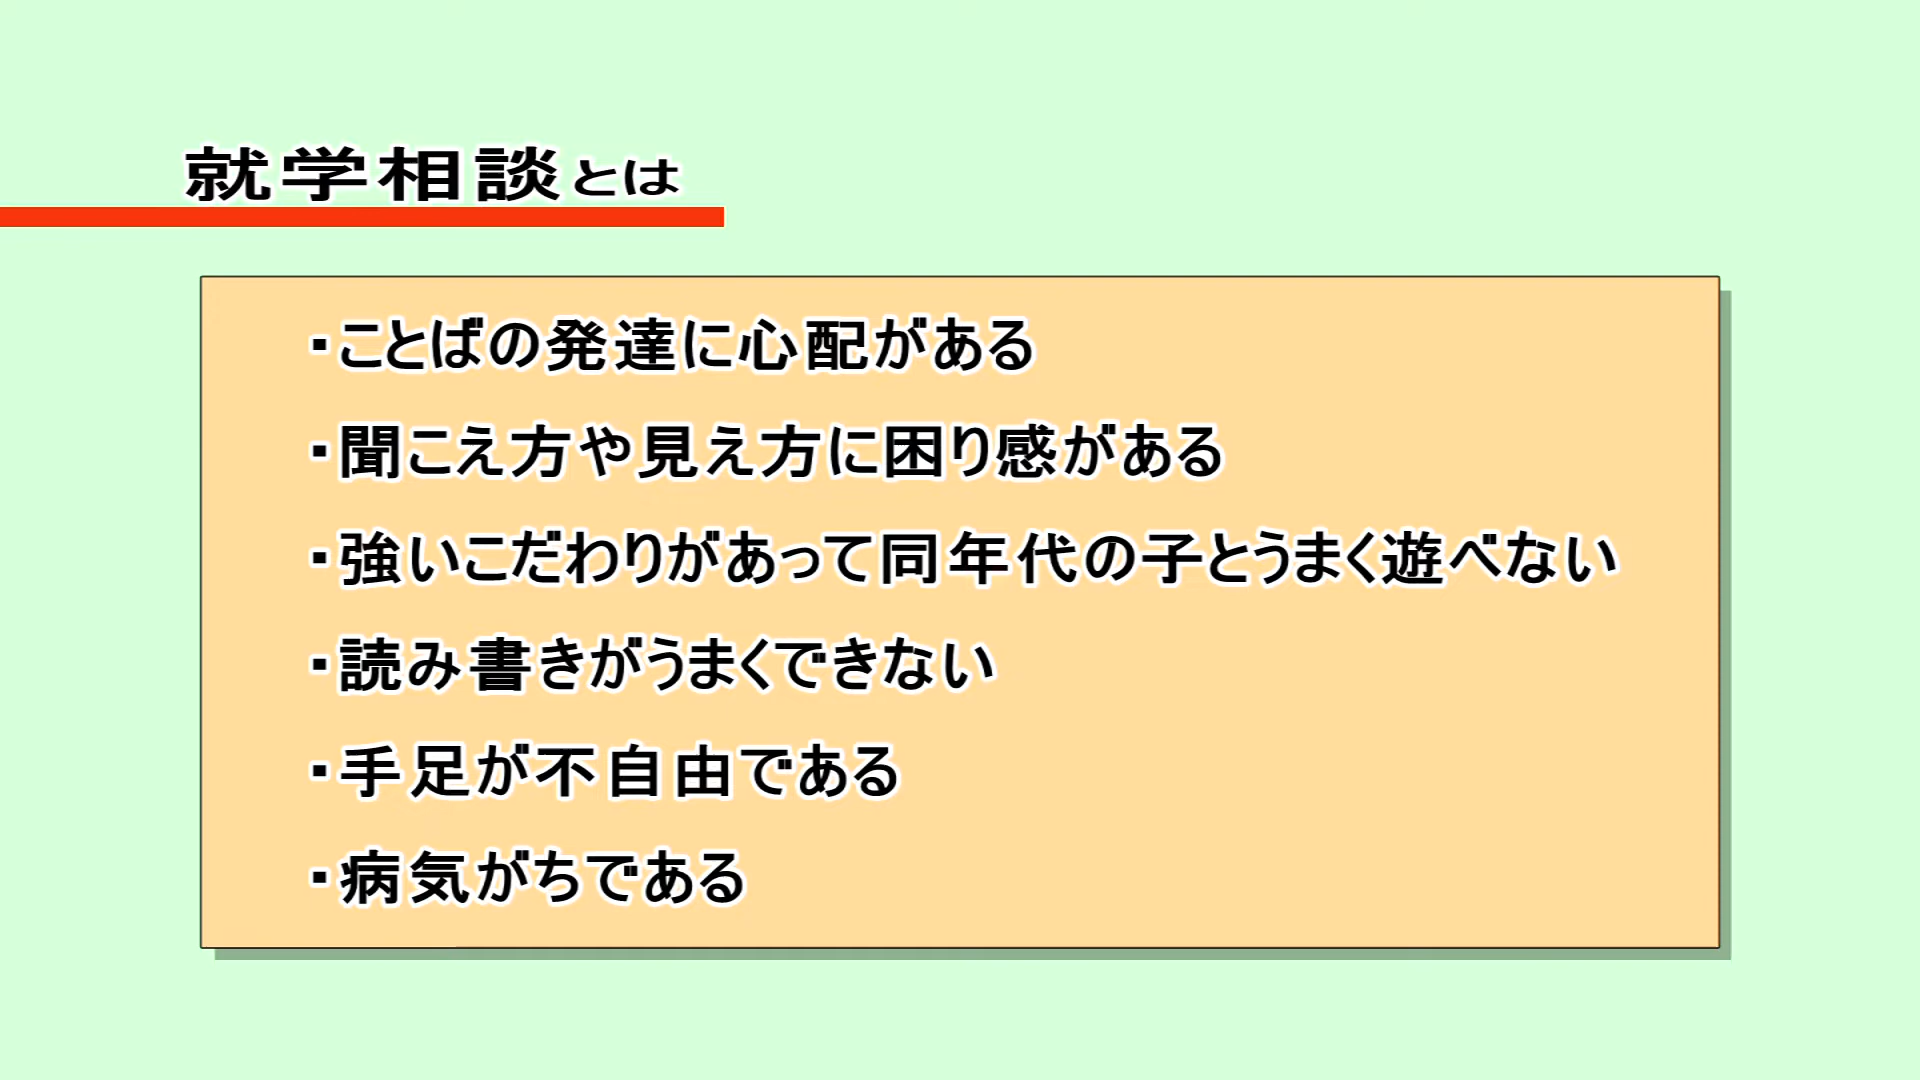 就学相談とは
・ことばの発達に心配がある
・聞こえ方や見え方に困り感がある
・強いこだわりがあって同年代の子とうまく遊べない
・読み書きがうまくできない
・手足が不自由である
・病気がちである